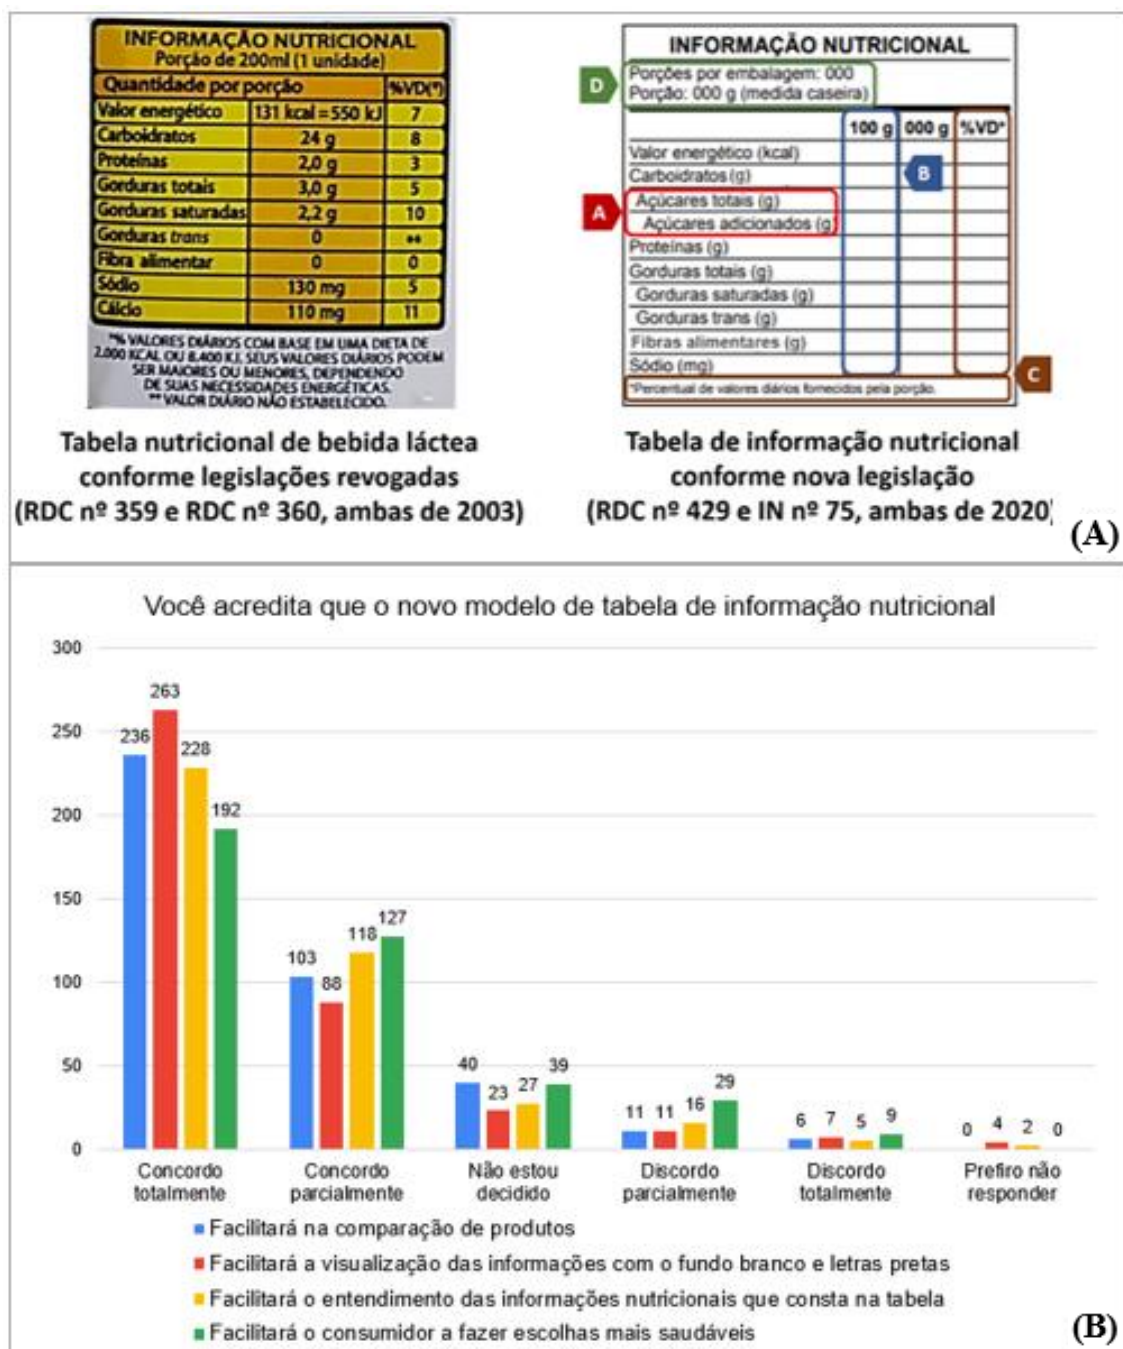 INFORMAÇÃO NUTRICIONAL
Porção de 200ml (1 unidade)
Quantidade por porção %VD(*)
Valor energético 131 kcal = 550 kJ 7
Carboidratos 24 g 8
Proteínas 2,0 g 3
Gorduras totais 3,0 g 5
Gorduras saturadas 2,2 g 10
Gorduras trans 0 **
Fibra alimentar 0 0
Sódio 130 mg 5
Cálcio 110 mg 11
*% VALORES DIÁRIOS COM BASE EM UMA DIETA DE
2.000 KCAL OU 8.400 KJ. SEUS VALORES DIÁRIOS PODEM
SER MAIORES OU MENORES, DEPENDENDO
DE SUAS NECESSIDADES ENERGÉTICAS.
** VALOR DIÁRIO NÃO ESTABELECIDO.
Tabela nutricional de bebida láctea
conforme legislações revogadas
(RDC nº 359 e RDC nº 360, ambas de 2003)
INFORMAÇÃO NUTRICIONAL
D
Porções por embalagem: 000
Porção: 000 g (medida caseira)
100 g 000 g %VD*
Valor energético (kcal)
Carboidratos (g)
B
A
Açúcares totais (g)
Açúcares adicionados (g
Proteínas (g)
Gorduras totais (g)
Gorduras saturadas (g)
Gorduras trans (g)
Fibras alimentares (g)
Sódio (mg)
C
*Percentual de valores diários fornecidos pela porção.
Tabela de informação nutricional
conforme nova legislação
(RDC nº 429 e IN nº 75, ambas de 2020)
(A)
Você acredita que o novo modelo de tabela de informação nutricional
300
250
200
150
100
50
0
236 263 228 192
103 88 118 127
40 23 27 39
11 11 16 29
6 7 5 9
0 4 2 0
Concordo totalmente
Concordo parcialmente
Não estou decidido
Discordo parcialmente
Discordo totalmente
Prefiro não responder
Facilitará na comparação de produtos
Facilitará a visualização das informações com o fundo branco e letras pretas
Facilitará o entendimento das informações nutricionais que consta na tabela
Facilitará o consumidor a fazer escolhas mais saudáveis
(B)